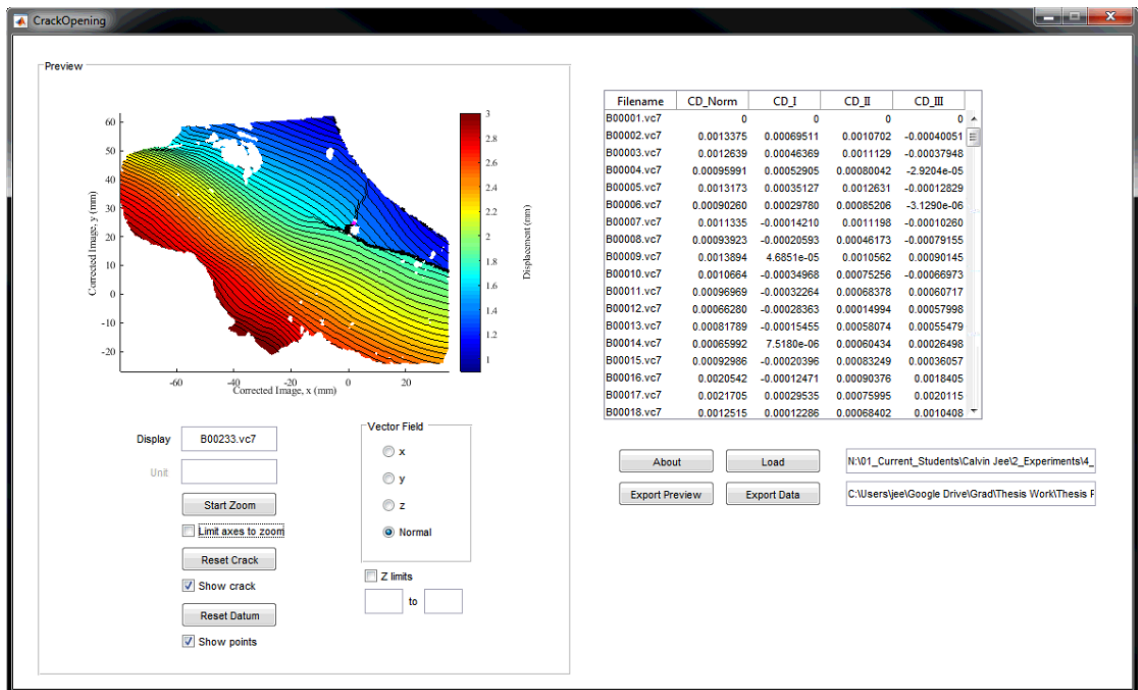 CrackOpening
Preview
60
50
40
30
20
10
0
-10
-20
Corrected Image, y (mm)
-60
-40
-20
0
20
Corrected Image, x (mm)
3
2.8
2.6
2.4
2.2
2
1.8
1.6
1.4
1.2
1
Displacement (mm)
Display B00233.vc7
Unit
Start Zoom
Limit axes to zoom
Reset Crack
Show crack
Reset Datum
Show points
Vector Field
x
y
z
Normal
Z limits
to
Filename CD_Norm CD_I CD_II CD_III
B00001.vc7 0 0 0 0
B00002.vc7 0.0013375 0.00069511 0.0010702 -0.00040051
B00003.vc7 0.0012639 0.00046369 0.0011129 -0.00037948
B00004.vc7 0.00095991 0.00052905 0.00080042 -2.9204e-05
B00005.vc7 0.0013173 0.00035127 0.0012631 -0.00012829
B00006.vc7 0.00090260 0.00029780 0.00085206 -3.1290e-06
B00007.vc7 0.0011335 -0.00014210 0.0011198 -0.00010260
B00008.vc7 0.00093923 -0.00020593 0.00046173 -0.00079155
B00009.vc7 0.0013894 4.6851e-05 0.0010562 0.00090145
B00010.vc7 0.0010664 -0.00034968 0.00075256 -0.00066973
B00011.vc7 0.00096969 -0.00032264 0.00068378 0.00060717
B00012.vc7 0.00066280 -0.00028363 0.00014994 0.00057998
B00013.vc7 0.00081789 -0.00015455 0.00058074 0.00055479
B00014.vc7 0.00065992 7.5180e-06 0.00060434 0.00026498
B00015.vc7 0.00092986 -0.00020396 0.00083249 0.00036057
B00016.vc7 0.0020542 -0.00012471 0.00090376 0.0018405
B00017.vc7 0.0021705 0.00029535 0.00075995 0.0020115
B00018.vc7 0.0012515 0.00012286 0.00068402 0.0010408
About Load N:\01_Current_Students\Calvin Jee\2_Experiments\4_
Export Preview Export Data C:\Users\jee\Google Drive\Grad\Thesis Work\Thesis F